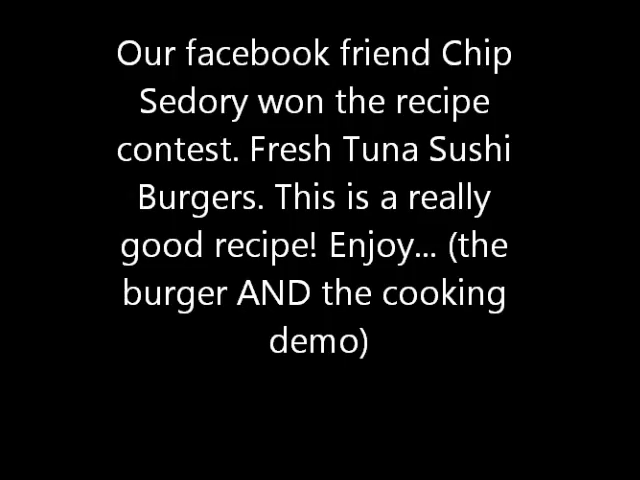 Our facebook friend Chip
Sedory won the recipe
contest. Fresh Tuna Sushi
Burgers. This is a really
good recipe! Enjoy... (the
burger AND the cooking
demo)